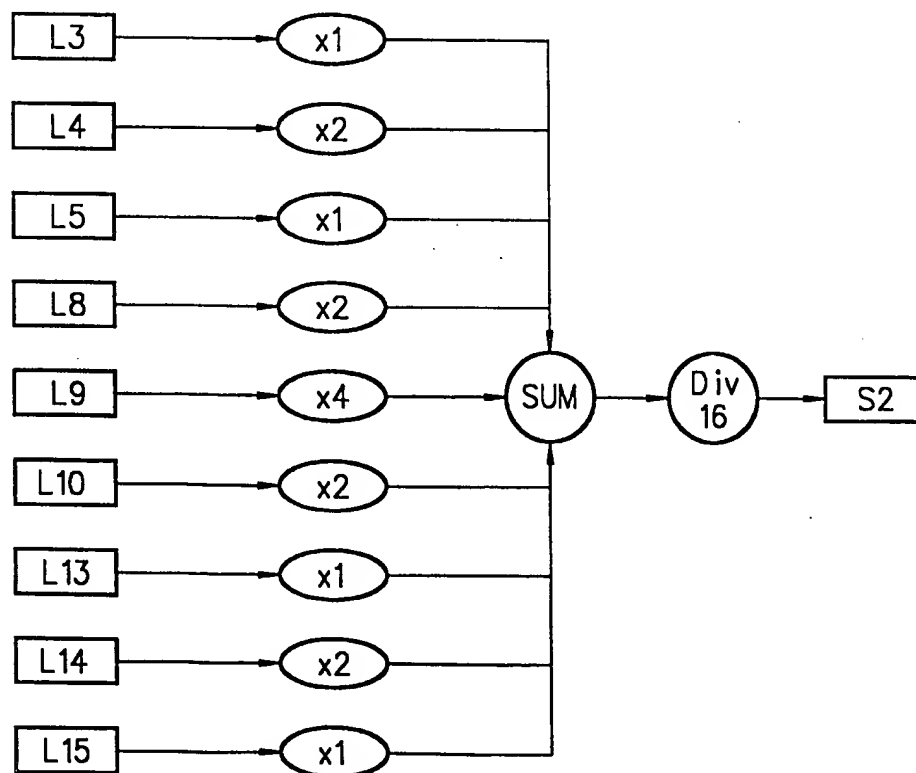 L3 x1
L4 x2
L5 x1
L8 x2
L9 x4 SUM Div 16 S2
L10 x2
L13 x1
L14 x2
L15 x1